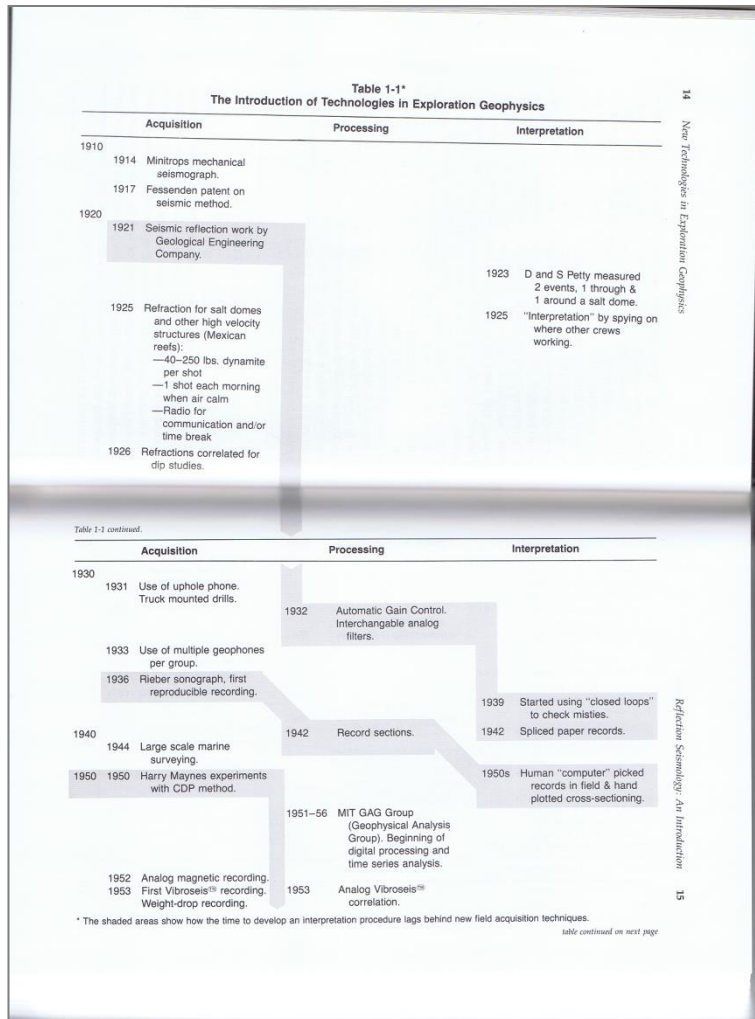 Table 1-1*
The Introduction of Technologies in Exploration Geophysics
Acquisition Processing Interpretation
1910
1914 Minitrops mechanical
seismograph.
1917 Fessenden patent on
seismic method.
1920
1921 Seismic reflection work by
Geological Engineering
Company.
1923 D and S Petty measured
2 events, 1 through &
1 around a salt dome.
1925 Refraction for salt domes
and other high velocity
structures (Mexican
reefs):
—40–250 lbs. dynamite
per shot
—1 shot each morning
when air calm
—Radio for
communication and/or
time break
1925 "Interpretation" by spying on
where other crews
working.
1926 Refractions correlated for
dip studies.
14 New Technologies in Exploration Geophysics
Table 1-1 continued.
Acquisition Processing Interpretation
1930
1931 Use of uphole phone.
Truck mounted drills.
1932 Automatic Gain Control.
Interchangable analog
filters.
1933 Use of multiple geophones
per group.
1936 Rieber sonograph, first
reproducible recording.
1939 Started using "closed loops"
to check misties.
1940
1942 Record sections.
1942 Spliced paper records.
1944 Large scale marine
surveying.
1950 1950 Harry Maynes experiments
with CDP method.
1950s Human "computer" picked
records in field & hand
plotted cross-sectioning.
1951–56 MIT GAG Group
(Geophysical Analysis
Group). Beginning of
digital processing and
time series analysis.
1952 Analog magnetic recording.
1953 First Vibroseis™ recording.
Weight-drop recording.
1953 Analog Vibroseis™
correlation.
* The shaded areas show how the time to develop an interpretation procedure lags behind new field acquisition techniques.
table continued on next page
Reflection Seismology: An Introduction 15